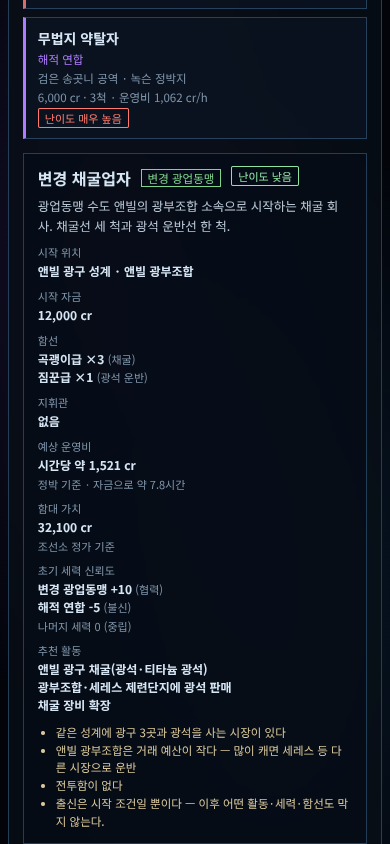 무법지 약탈자
해적 연합
검은 송곳니 공역 · 녹슨 정박지
6,000 cr · 3척 · 운영비 1,062 cr/h
난이도 매우 높음
변경 채굴업자 변경 광업동맹 난이도 낮음
광업동맹 수도 앤빌의 광부조합 소속으로 시작하는 채굴 회
사. 채굴선 세 척과 광석 운반선 한 척.
시작 위치
앤빌 광구 성계 · 앤빌 광부조합
시작 자금
12,000 cr
함선
곡괭이급 ×3 (채굴)
짐꾼급 ×1 (광석 운반)
지휘관
없음
예상 운영비
시간당 약 1,521 cr
정박 기준 · 자금으로 약 7.8시간
함대 가치
32,100 cr
조선소 정가 기준
초기 세력 신뢰도
변경 광업동맹 +10 (협력)
해적 연합 -5 (불신)
나머지 세력 0 (중립)
추천 활동
앤빌 광구 채굴(광석·티타늄 광석)
광부조합·세레스 제련단지에 광석 판매
채굴 장비 확장
• 같은 성계에 광구 3곳과 광석을 사는 시장이 있다
• 앤빌 광부조합은 거래 예산이 작다 — 많이 캐면 세레스 등 다
른 시장으로 운반
• 전투함이 없다
• 출신은 시작 조건일 뿐이다 — 이후 어떤 활동·세력·함선도 막
지 않는다.